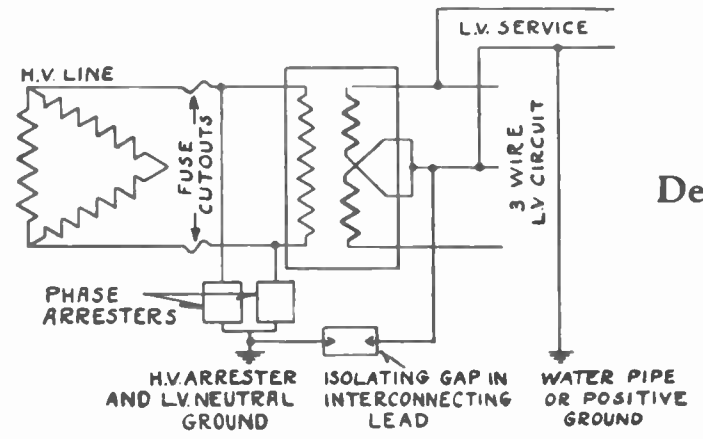 L.V. SERVICE
H.V. LINE
FUSE
CUTOUTS
3 WIRE
L.V. CIRCUIT
De
PHASE
ARRESTERS
H.V. ARRESTER
AND L.V. NEUTRAL
GROUND
ISOLATING GAP IN
INTERCONNECTING
LEAD
WATER PIPE
OR POSITIVE
GROUND